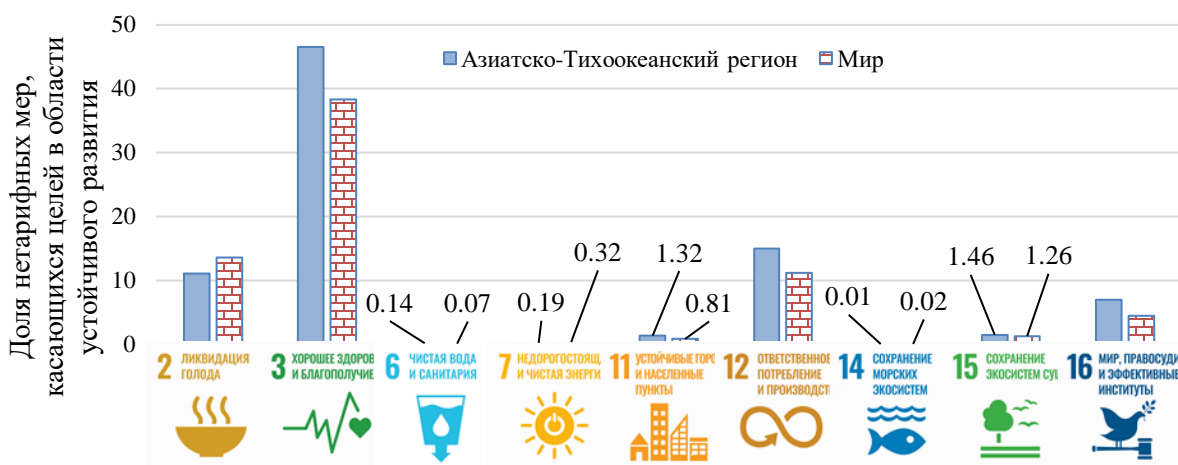 Доля нетарифных мер,
касающихся целей в области
устойчивого развития
50
40
30
20
10
0
Азиатско-Тихоокеанский регион
Мир
0.14
0.07
0.19
0.32
1.32
0.81
0.01
0.02
1.46
1.26
2 ЛИКВИДАЦИЯ
ГОЛОДА
3 ХОРОШЕЕ ЗДОРОВ
И БЛАГОПОЛУЧИЕ
6 ЧИСТАЯ ВОДА
И САНИТАРИЯ
7 НЕДОРОГОСТОЯЩ
И ЧИСТАЯ ЭНЕРГИ
11 УСТОЙЧИВЫЕ ГОРО
И НАСЕЛЕННЫЕ
ПУНКТЫ
12 ОТВЕТСТВЕННОЕ
ПОТРЕБЛЕНИЕ
И ПРОИЗВОДСТ
14 СОХРАНЕНИЕ
МОРСКИХ
ЭКОСИСТЕМ
15 СОХРАНЕНИЕ
ЭКОСИСТЕМ СУШ
16 МИР, ПРАВОСУДИ
И ЭФФЕКТИВНЫЕ
ИНСТИТУТЫ